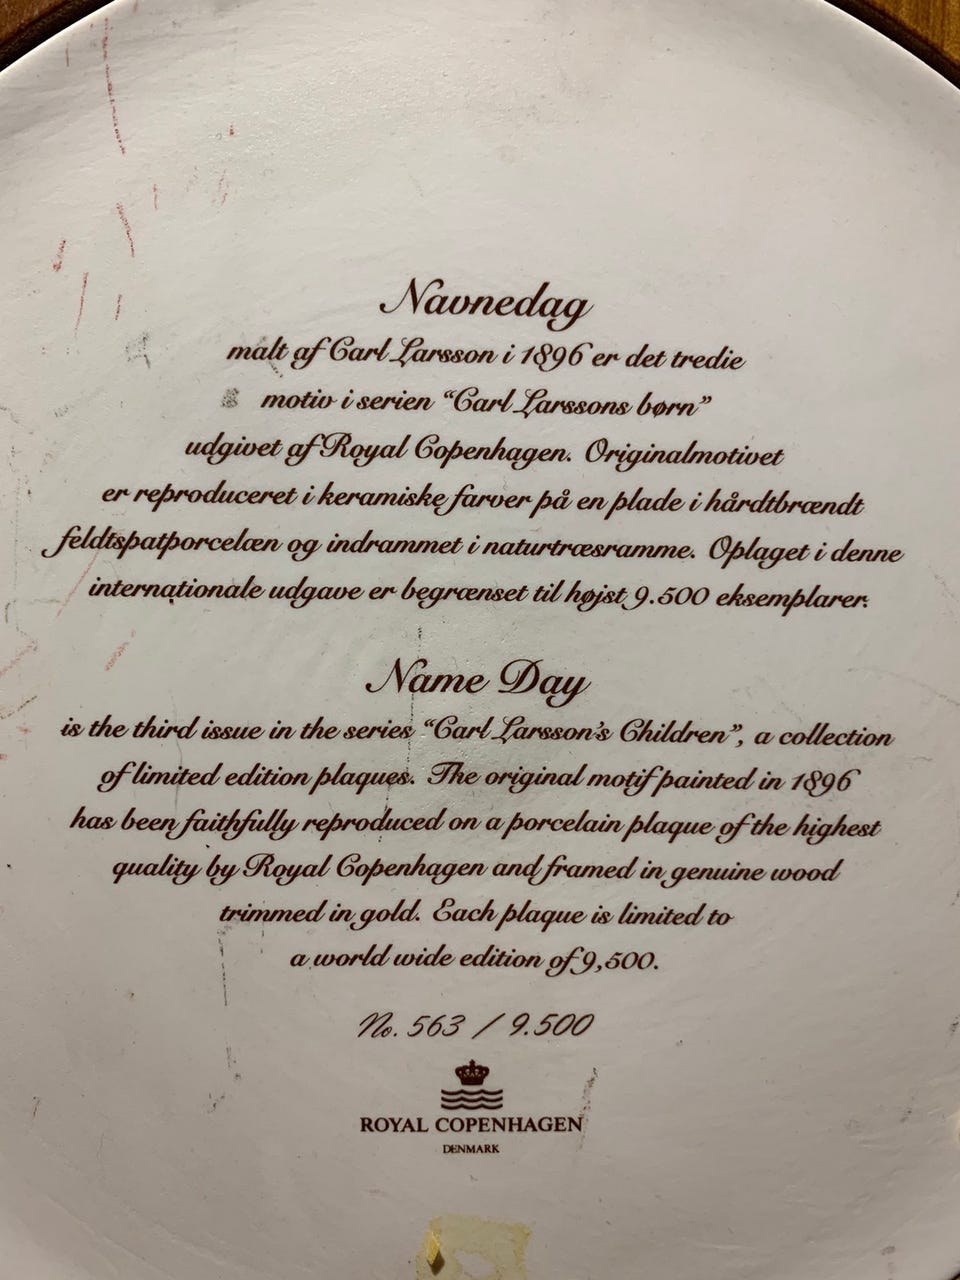 Navnedag
malt af Carl Larsson i 1896 er det tredie
motiv i serien “Carl Larssons børn”
udgivet af Royal Copenhagen. Originalmotivet
er reproduceret i keramiske farver på en plade i hårdtbrændt
feldtspatporcelæn og indrammet i naturtræsramme. Oplaget i denne
internationale udgave er begrænset til højst 9.500 eksemplarer.
Name Day
is the third issue in the series “Carl Larsson’s Children”, a collection
of limited edition plaques. The original motif painted in 1896
has been faithfully reproduced on a porcelain plaque of the highest
quality by Royal Copenhagen and framed in genuine wood
trimmed in gold. Each plaque is limited to
a world wide edition of 9,500.
No. 563 / 9.500
ROYAL COPENHAGEN
DENMARK